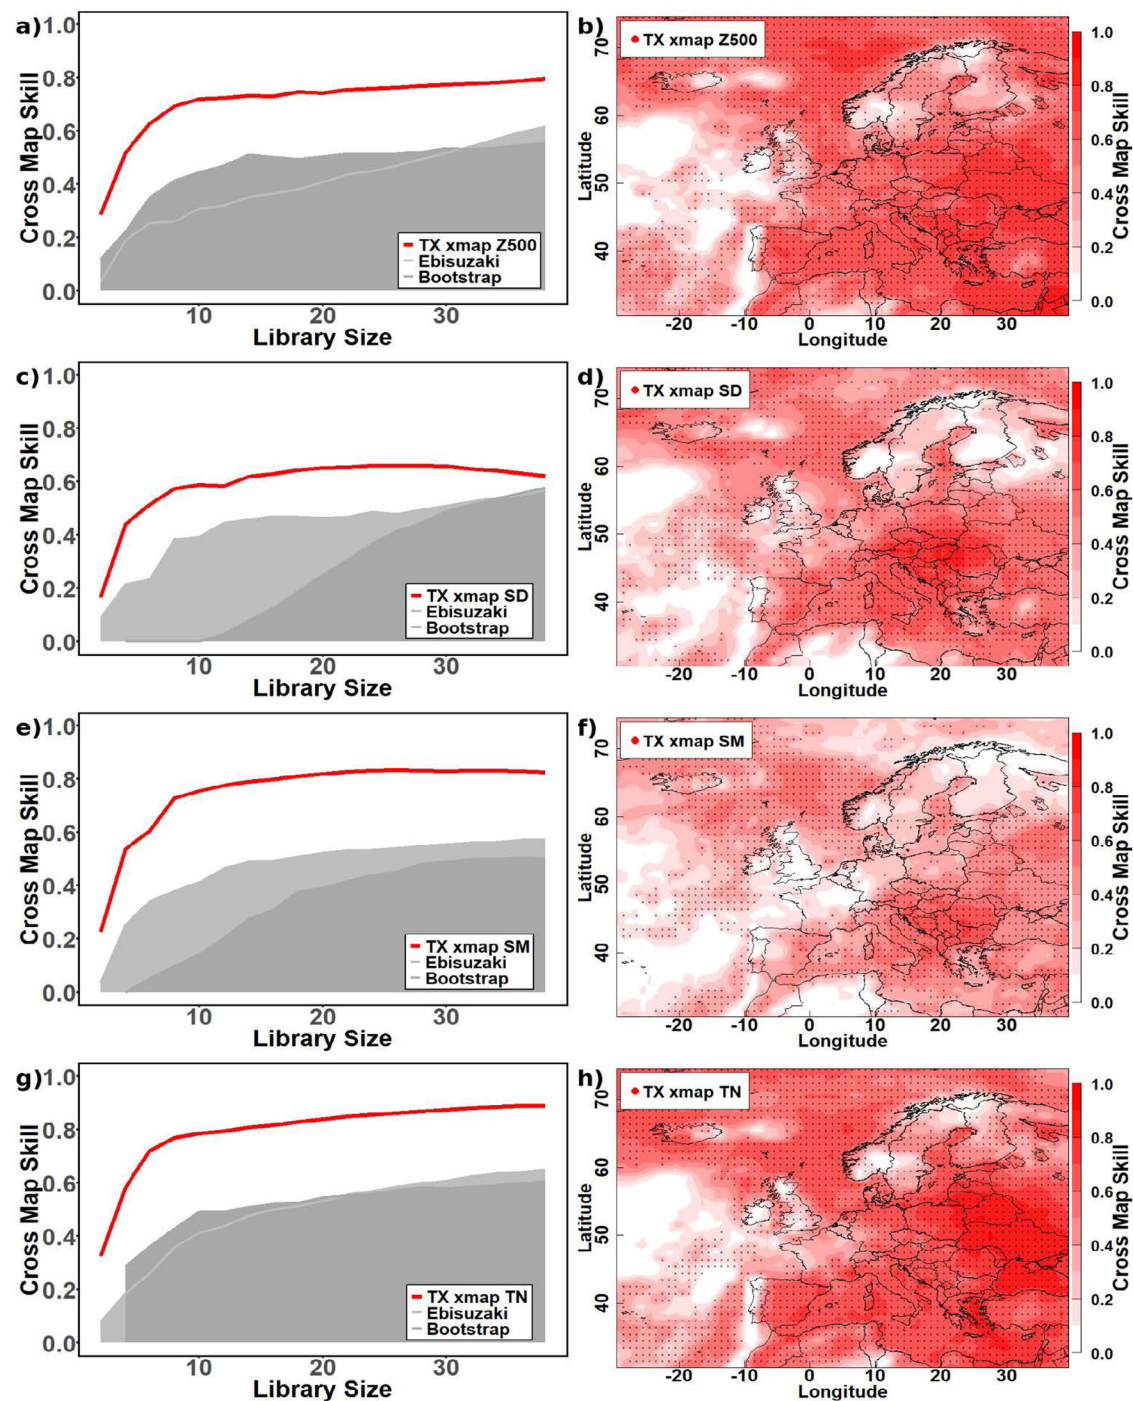 a)
1.0
0.8
0.6
0.4
0.2
0.0
Cross Map Skill
TX xmap Z500
Ebisuzaki
Bootstrap
10 20 30
Library Size
b)
TX xmap Z500
70
60
50
40
Latitude
-20 -10 0 10 20 30
Longitude
1.0
0.8
0.6
0.4
0.2
0.0
Cross Map Skill
c)
1.0
0.8
0.6
0.4
0.2
0.0
Cross Map Skill
TX xmap SD
Ebisuzaki
Bootstrap
10 20 30
Library Size
d)
TX xmap SD
70
60
50
40
Latitude
-20 -10 0 10 20 30
Longitude
1.0
0.8
0.6
0.4
0.2
0.0
Cross Map Skill
e)
1.0
0.8
0.6
0.4
0.2
0.0
Cross Map Skill
TX xmap SM
Ebisuzaki
Bootstrap
10 20 30
Library Size
f)
TX xmap SM
70
60
50
40
Latitude
-20 -10 0 10 20 30
Longitude
1.0
0.8
0.6
0.4
0.2
0.0
Cross Map Skill
g)
1.0
0.8
0.6
0.4
0.2
0.0
Cross Map Skill
TX xmap TN
Ebisuzaki
Bootstrap
10 20 30
Library Size
h)
TX xmap TN
70
60
50
40
Latitude
-20 -10 0 10 20 30
Longitude
1.0
0.8
0.6
0.4
0.2
0.0
Cross Map Skill